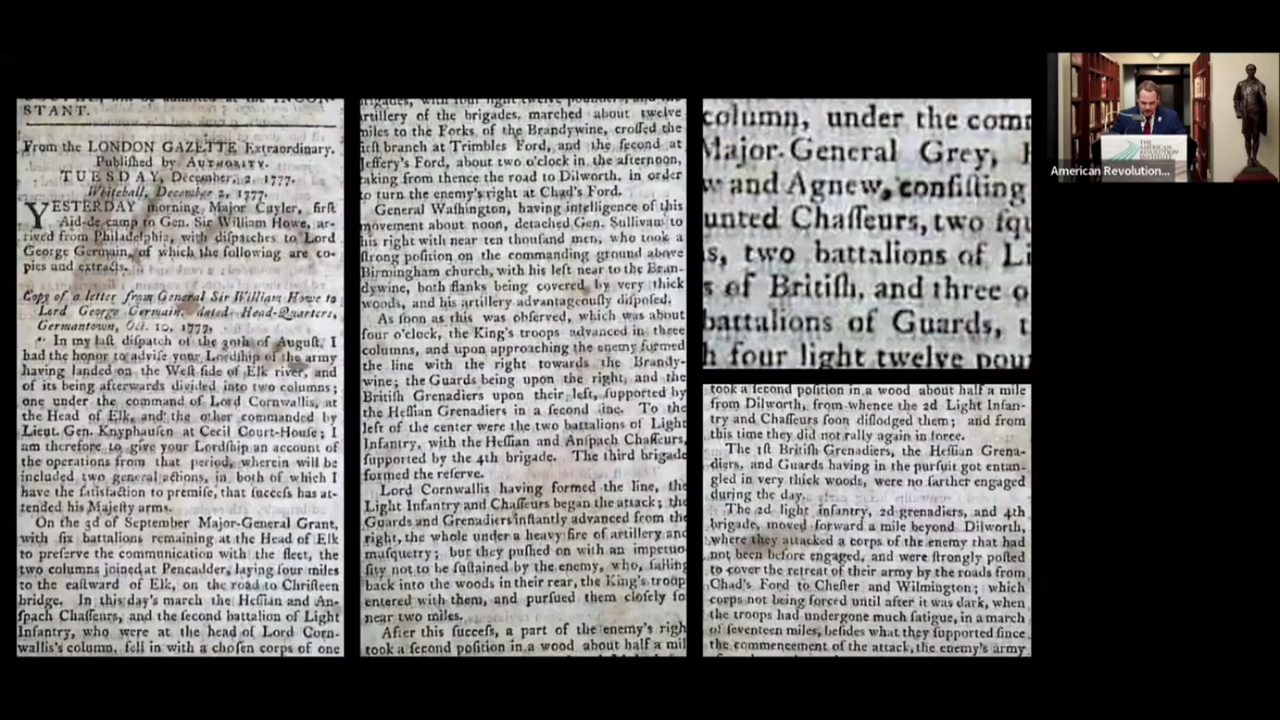 STANT.
From the LONDON GAZETTE Extraordinary.
Publiſhed by AUTHORITY.
TUESDAY, December, 2, 1777.
Whitehall, December 2, 1777.
YESTERDAY morning Major Cuyler, firſt
Aid-de-camp to Gen. Sir William Howe, ar-
rived from Philadelphia, with diſpatches to Lord
George Germain, of which the following are co-
pies and extracts.
Copy of a letter from General Sir William Howe to
Lord George Germain, dated Head-Quarters,
Germantown, Oct. 10, 1777.
" In my laſt diſpatch of the 30th of Auguſt, I
had the honor to adviſe your Lordſhip of the army
having landed on the Weſt ſide of Elk river, and
of its being afterwards divided into two columns;
one under the command of Lord Cornwallis, at
the Head of Elk, and the other commanded by
Lieut. Gen. Knyphauſen at Cecil Court-Houſe; I
am therefore to give your Lordſhip an account of
the operations from that period, wherein will be
included two general actions, in both of which I
have the ſatisfaction to premiſe, that ſucceſs has at-
tended his Majeſty arms.
On the 3d of September Major-General Grant,
with ſix battalions remaining at the Head of Elk
to preſerve the communication with the fleet, the
two columns joined at Pencadder, laying four miles
to the eaſtward of Elk, on the road to Chriſteen
bridge. In this day's march the Heſſian and An-
ſpach Chaſſeurs, and the ſecond battalion of Light
Infantry, who were at the head of Lord Corn-
wallis's column, fell in with a choſen corps of one
brigades, with four light twelve pounders, and the
artillery of the brigades, marched about twelve
miles to the Forks of the Brandywine, croſſed the
firſt branch at Trimbles Ford, and the ſecond at
Jeffery's Ford, about two o'clock in the afternoon,
taking from thence the road to Dilworth, in order
to turn the enemy's right at Chad's Ford.
General Waſhington, having intelligence of this
movement about noon, detached Gen. Sullivan to
his right with near ten thouſand men, who took a
ſtrong poſition on the commanding ground above
Birmingham church, with his left near to the Bran-
dywine, both flanks being covered by very thick
woods, and his artillery advantageouſly diſpoſed.
As ſoon as this was obſerved, which was about
four o'clock, the King's troops advanced in three
columns, and upon approaching the enemy formed
the line with the right towards the Brandy-
wine; the Guards being upon the right, and the
Britiſh Grenadiers upon their left, ſupported by
the Heſſian Grenadiers in a ſecond line. To the
left of the center were the two battalions of Light
Infantry, with the Heſſian and Anſpach Chaſſeurs,
ſupported by the 4th brigade. The third brigade
formed the reſerve.
Lord Cornwallis having formed the line, the
Light Infantry and Chaſſeurs began the attack; the
Guards and Grenadiers inſtantly advanced from the
right, the whole under a heavy fire of artillery and
muſquetry; but they puſhed on with an impetuo-
ſity not to be ſuſtained by the enemy, who, falling
back into the woods in their rear, the King's troop
entered with them, and purſued them cloſely fo
near two miles.
After this ſucceſs, a part of the enemy's righ
took a ſecond poſition in a wood about half a mil
column, under the com
Major-General Grey,
w and Agnew, conſiſting
unted Chaſſeurs, two ſqu
s, two battalions of Li
s of Britiſh, and three o
battalions of Guards, t
h four light twelve poun
took a ſecond poſition in a wood about half a mile
from Dilworth, from whence the 2d Light Infan-
try and Chaſſeurs ſoon diſlodged them; and from
this time they did not rally again in force.
The 1ſt Britiſh Grenadiers, the Heſſian Grena-
diers, and Guards having in the purſuit got entan-
gled in very thick woods, were no farther engaged
during the day.
The 2d light infantry, 2d grenadiers, and 4th
brigade, moved forward a mile beyond Dilworth,
where they attacked a corps of the enemy that had
not been before engaged, and were ſtrongly poſted
to cover the retreat of their army by the roads from
Chad's Ford to Cheſter and Wilmington; which
corps not being forced until after it was dark, when
the troops had undergone much fatigue, in a march
of ſeventeen miles, beſides what they ſupported ſince
the commencement of the attack, the enemy's army
THE
AMERICAN
REVOLUTION
INSTITUTE
American Revolution...